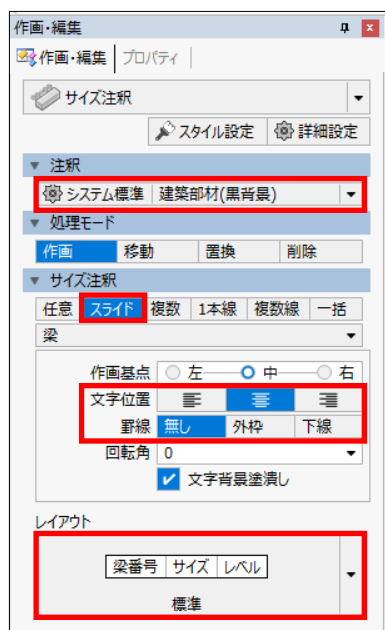 作画・編集
作画・編集 プロパティ
サイズ注釈
スタイル設定 詳細設定
注釈
システム標準 建築部材(黒背景)
処理モード
作画 移動 置換 削除
サイズ注釈
任意 スライド 複数 1本線 複数線 一括
梁
作画基点 左 中 右
文字位置
罫線 無し 外枠 下線
回転角 0
文字背景塗潰し
レイアウト
梁番号 サイズ レベル
標準